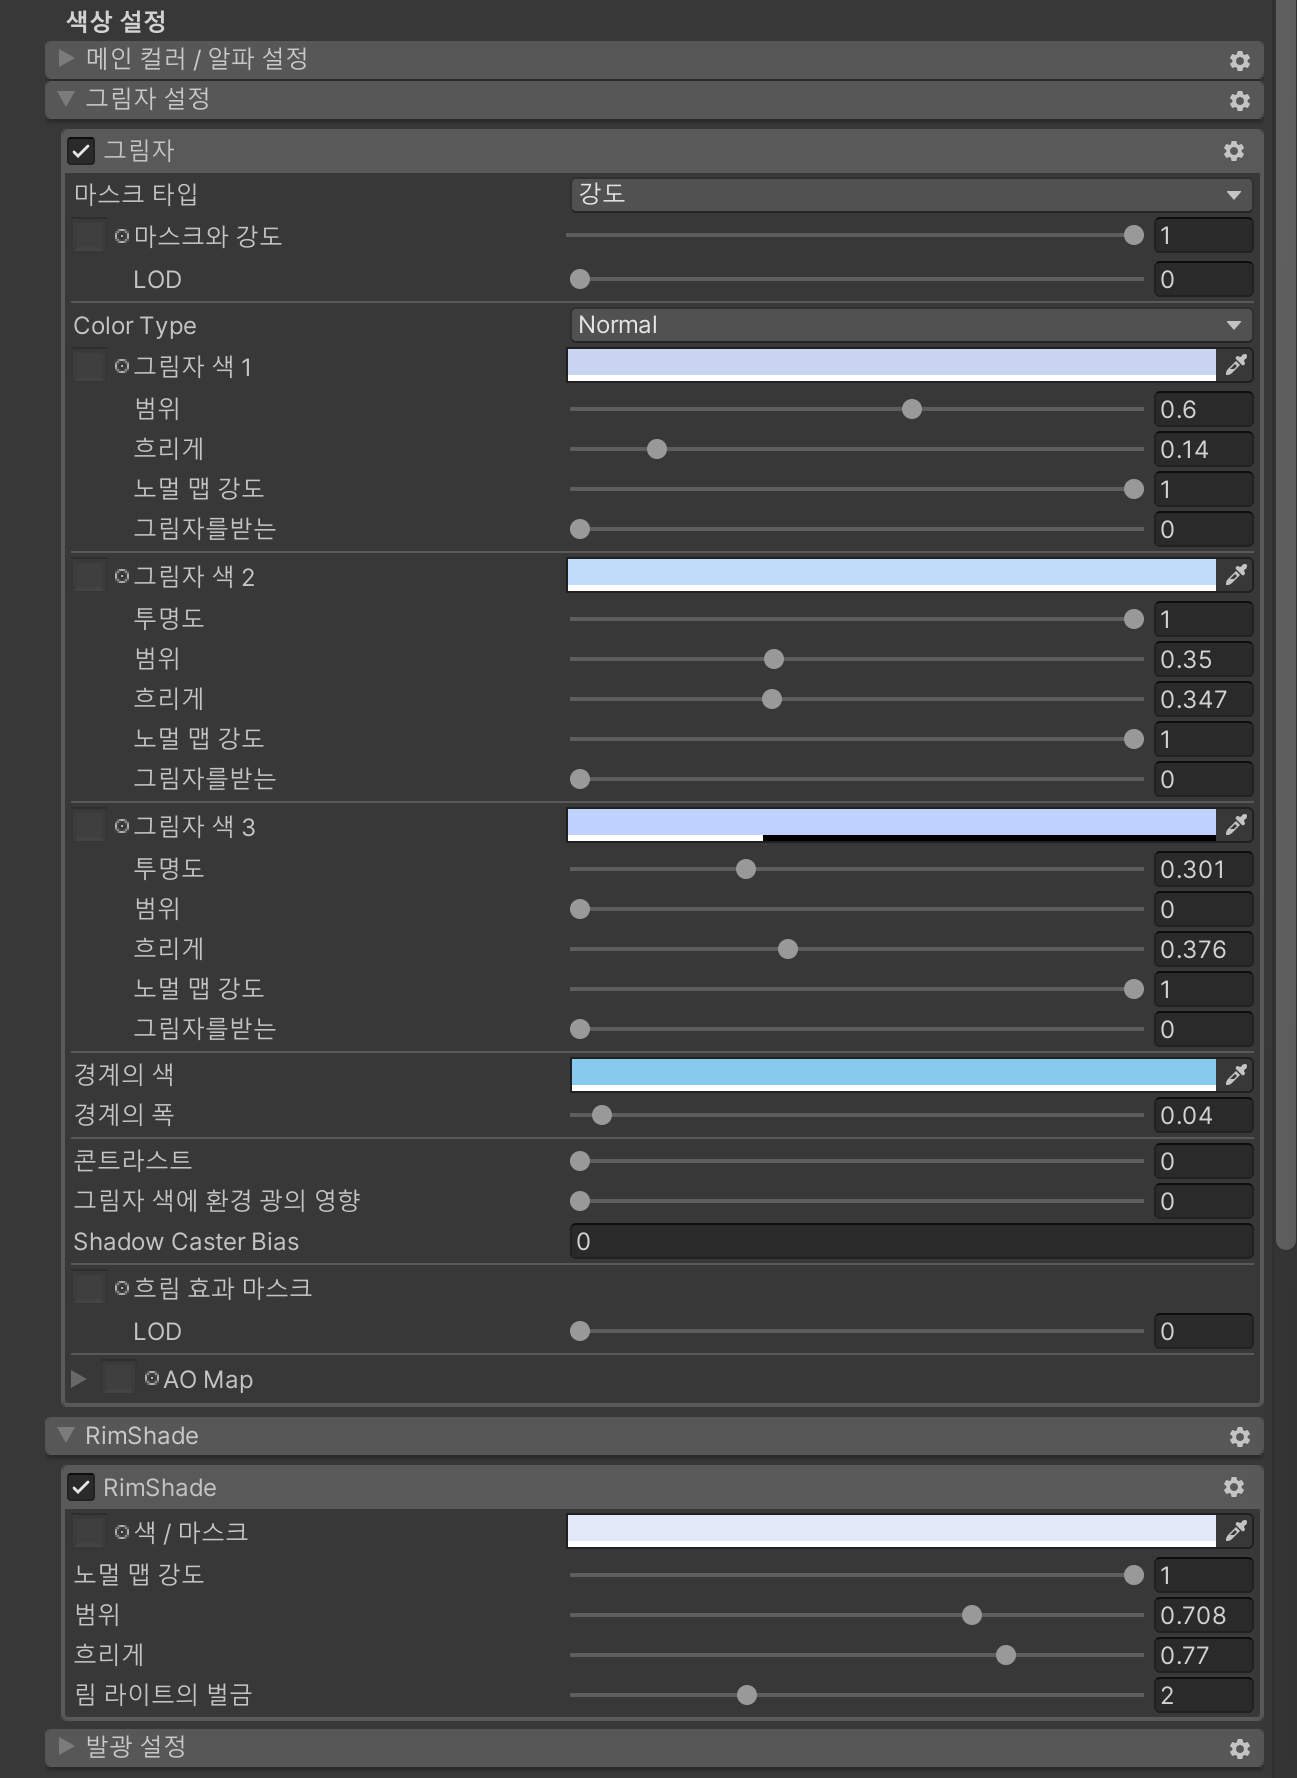 색상 설정
메인 컬러 / 알파 설정
그림자 설정
그림자
마스크 타입 강도
마스크와 강도 1
LOD 0
Color Type Normal
그림자 색 1
범위 0.6
흐리게 0.14
노멀 맵 강도 1
그림자를받는 0
그림자 색 2
투명도 1
범위 0.35
흐리게 0.347
노멀 맵 강도 1
그림자를받는 0
그림자 색 3
투명도 0.301
범위 0
흐리게 0.376
노멀 맵 강도 1
그림자를받는 0
경계의 색
경계의 폭 0.04
콘트라스트 0
그림자 색에 환경 광의 영향 0
Shadow Caster Bias 0
흐림 효과 마스크
LOD 0
AO Map
RimShade
RimShade
색 / 마스크
노멀 맵 강도 1
범위 0.708
흐리게 0.77
림 라이트의 벌금 2
발광 설정